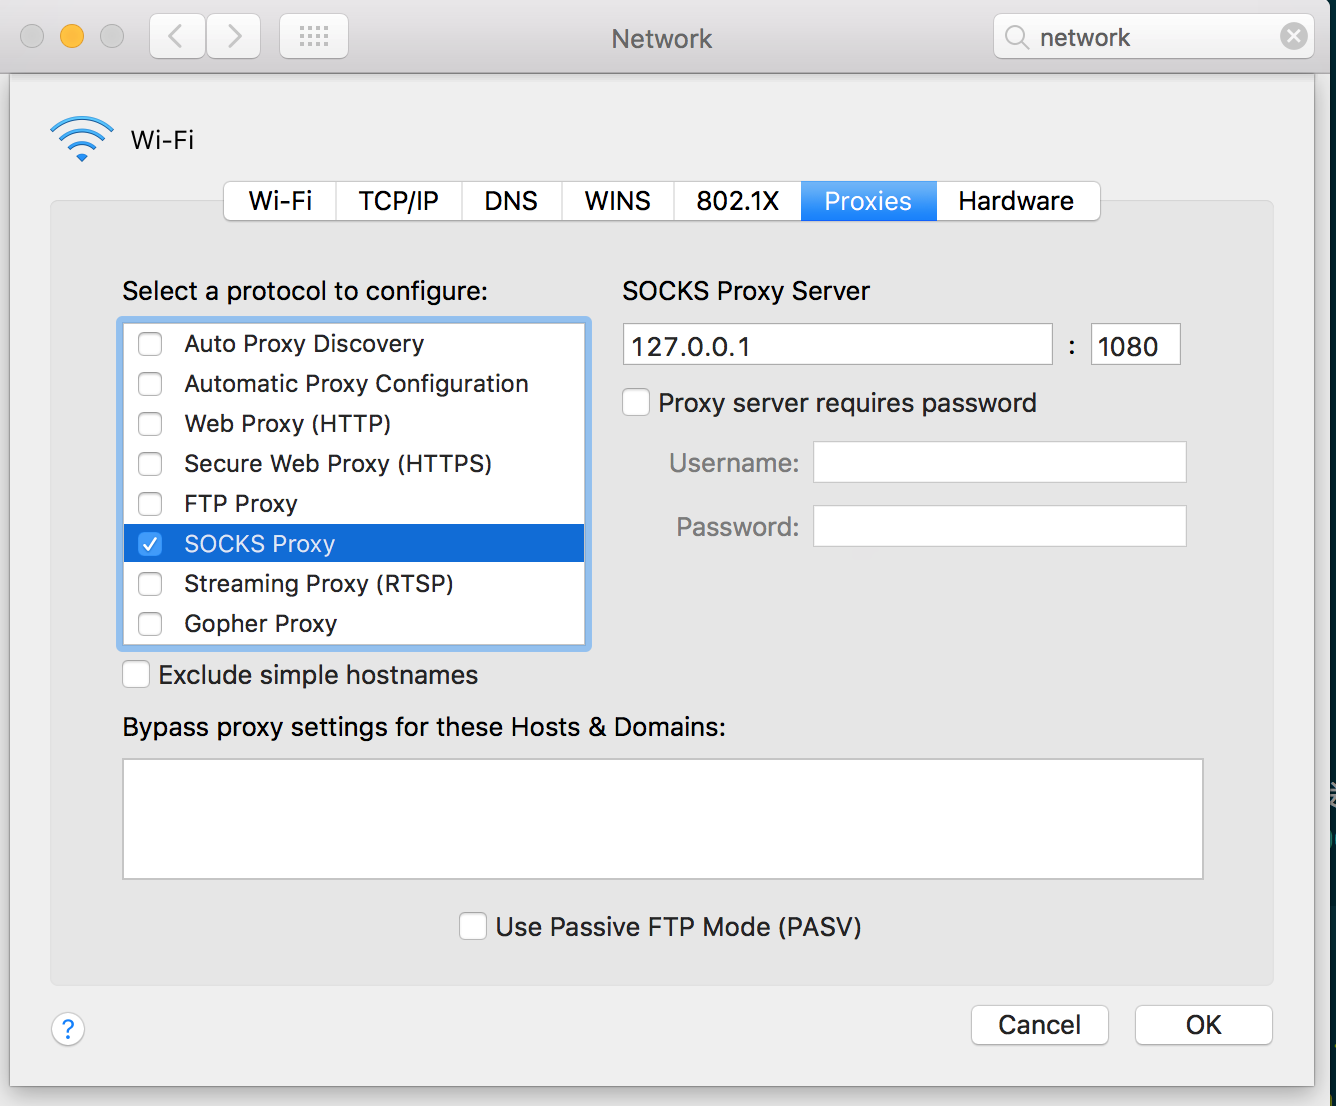 Network
network
Wi-Fi
Wi-Fi TCP/IP DNS WINS 802.1X Proxies Hardware
Select a protocol to configure:
Auto Proxy Discovery
Automatic Proxy Configuration
Web Proxy (HTTP)
Secure Web Proxy (HTTPS)
FTP Proxy
SOCKS Proxy
Streaming Proxy (RTSP)
Gopher Proxy
Exclude simple hostnames
SOCKS Proxy Server
127.0.0.1 : 1080
Proxy server requires password
Username:
Password:
Bypass proxy settings for these Hosts & Domains:
Use Passive FTP Mode (PASV)
?
Cancel OK